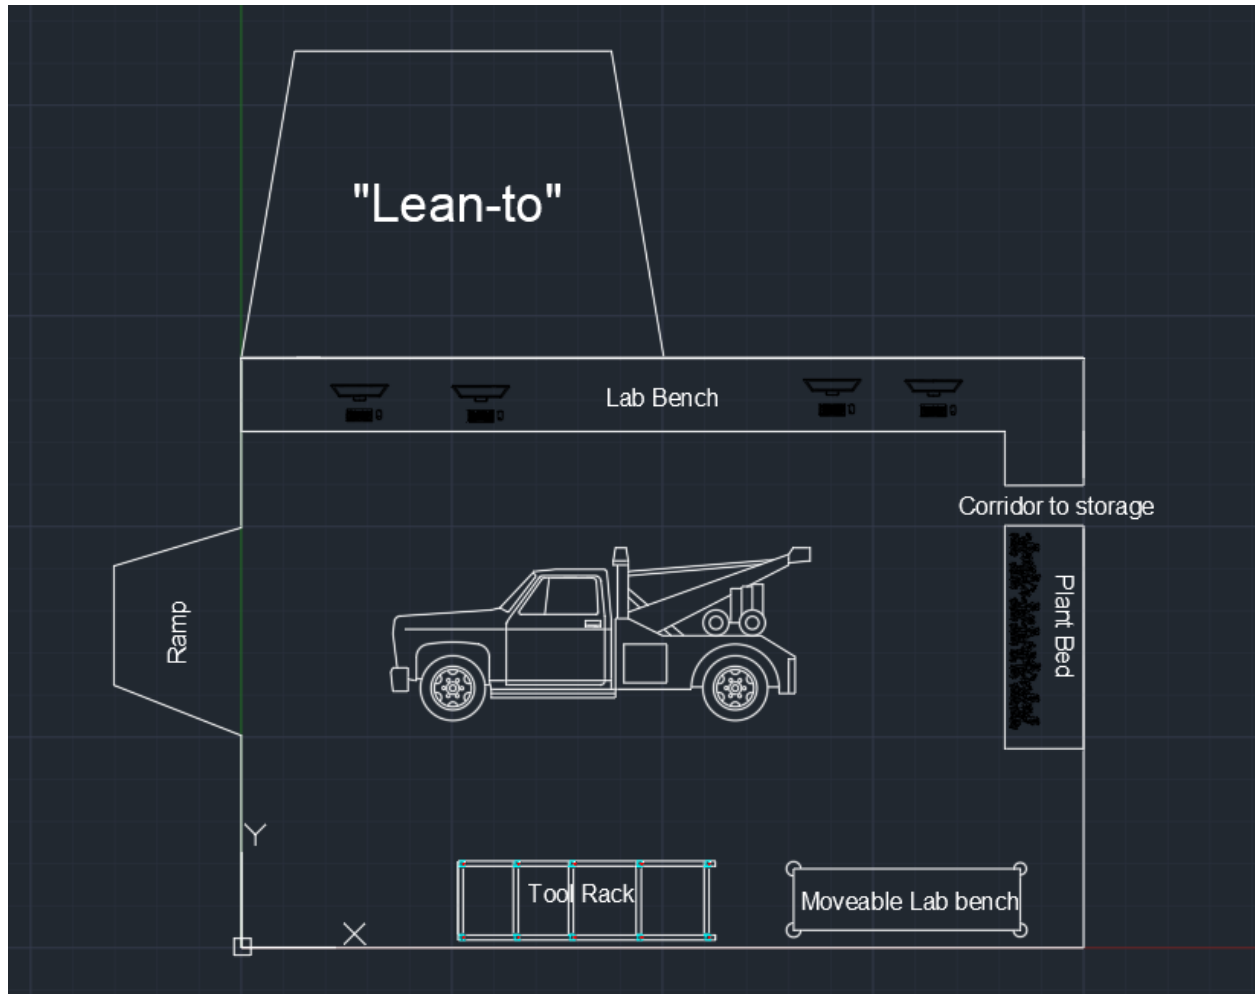 "Lean-to"
Lab Bench
Corridor to storage
Ramp
Plant Bed
Y
Tool Rack
Moveable Lab bench
X